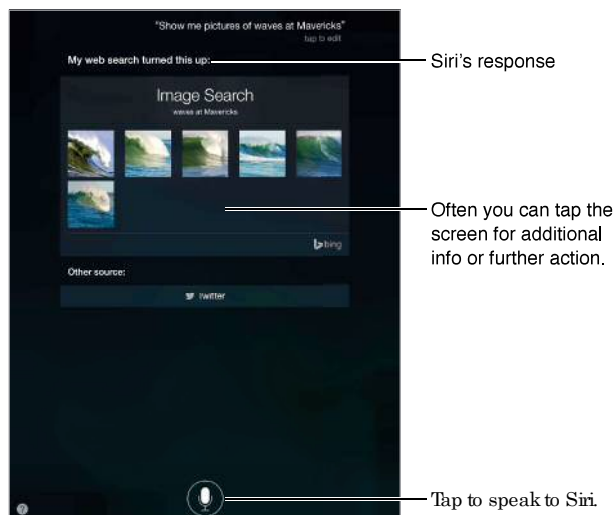 "Show me pictures of waves at Mavericks"
tap to edit
My web search turned this up:
Siri's response
Image Search
waves at Mavericks
Often you can tap the
screen for additional
info or further action.
bing
Other source:
Twitter
Tap to speak to Siri.
?